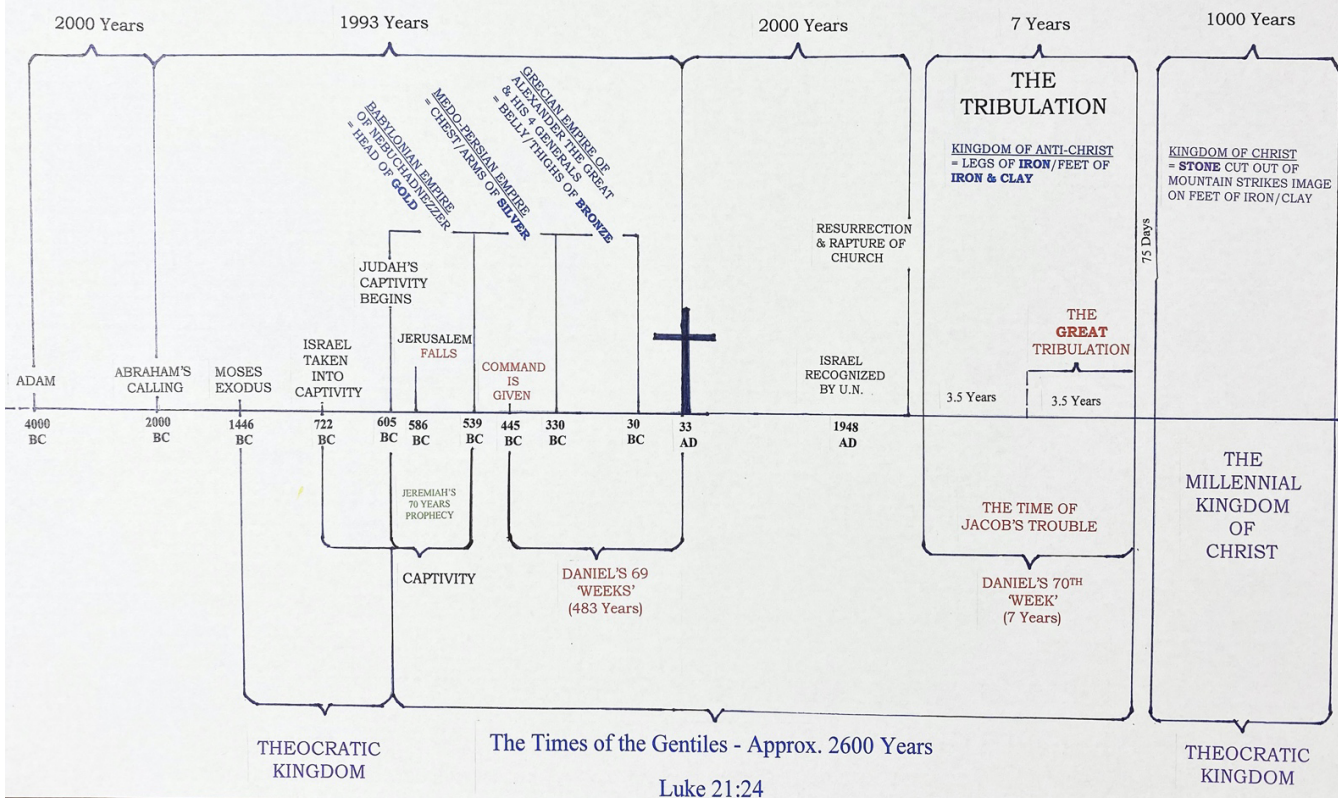 2000 Years
1993 Years
2000 Years
7 Years
1000 Years
BABYLONIAN EMPIRE
OF NEBUCHADNEZZER
= HEAD OF GOLD
MEDO-PERSIAN EMPIRE
= CHEST/ARMS OF SILVER
GRECIAN EMPIRE OF
ALEXANDER THE GREAT
& HIS 4 GENERALS
= BELLY/THIGHS OF BRONZE
THE
TRIBULATION
KINGDOM OF ANTI-CHRIST
= LEGS OF IRON/FEET OF
IRON & CLAY
KINGDOM OF CHRIST
= STONE CUT OUT OF
MOUNTAIN STRIKES IMAGE
ON FEET OF IRON/CLAY
75 Days
RESURRECTION
& RAPTURE OF
CHURCH
JUDAH'S
CAPTIVITY
BEGINS
JERUSALEM
FALLS
ISRAEL
TAKEN
INTO
CAPTIVITY
COMMAND
IS
GIVEN
ADAM
ABRAHAM'S
CALLING
MOSES
EXODUS
ISRAEL
RECOGNIZED
BY U.N.
THE
GREAT
TRIBULATION
3.5 Years
3.5 Years
4000
BC
2000
BC
1446
BC
722
BC
605
BC
586
BC
539
BC
445
BC
330
BC
30
BC
33
AD
1948
AD
JEREMIAH'S
70 YEARS
PROPHECY
CAPTIVITY
DANIEL'S 69
'WEEKS'
(483 Years)
THE TIME OF
JACOB'S TROUBLE
DANIEL'S 70TH
'WEEK'
(7 Years)
THE
MILLENNIAL
KINGDOM
OF
CHRIST
THEOCRATIC
KINGDOM
The Times of the Gentiles - Approx. 2600 Years
Luke 21:24
THEOCRATIC
KINGDOM